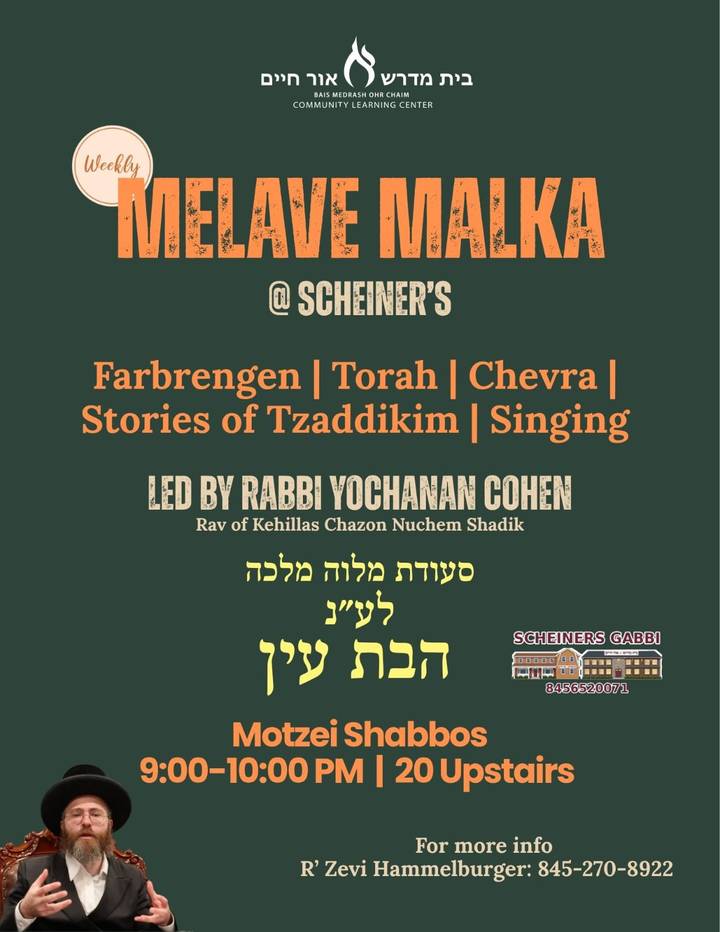 בית מדרש אור חיים
BAIS MEDRASH OHR CHAIM
COMMUNITY LEARNING CENTER
Weekly
MELAVE MALKA
@ SCHEINER'S
Farbrengen | Torah | Chevra |
Stories of Tzaddikim | Singing
LED BY RABBI YOCHANAN COHEN
Rav of Kehillas Chazon Nuchem Shadik
סעודת מלוה מלכה
לע״נ
הבת עין
SCHEINERS GABBI
8456520071
Motzei Shabbos
9:00-10:00 PM | 20 Upstairs
For more info
R' Zevi Hammelburger: 845-270-8922